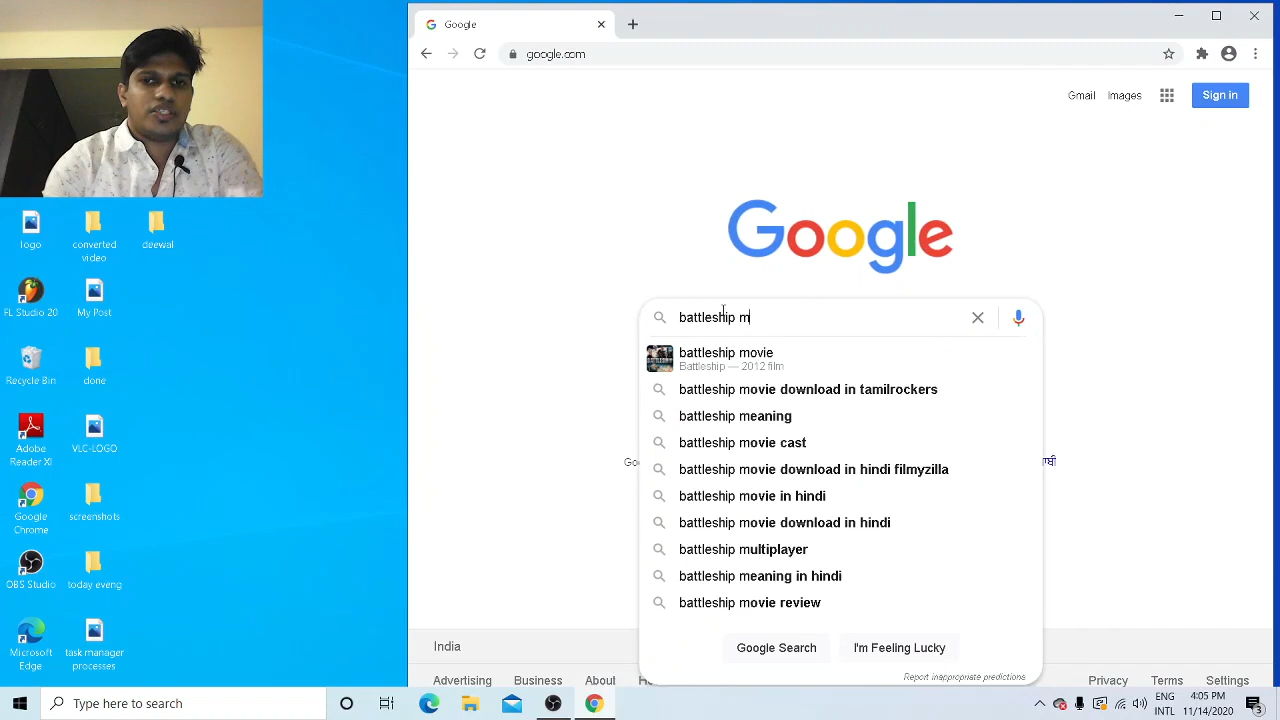 Google
google.com
Gmail Images Sign in
Google
battleship m
battleship movie
Battleship — 2012 film
battleship movie download in tamilrockers
battleship meaning
battleship movie cast
battleship movie download in hindi filmyzilla
battleship movie in hindi
battleship movie download in hindi
battleship multiplayer
battleship meaning in hindi
battleship movie review
Google Search I'm Feeling Lucky
Report inappropriate predictions
India
Advertising Business About
Privacy Terms Settings
logo
converted video
deewal
FL Studio 20
My Post
Recycle Bin
done
Adobe Reader XI
VLC-LOGO
Google Chrome
screenshots
OBS Studio
today eveng
Microsoft Edge
task manager processes
Type here to search
ENG
INTL
4:05 PM
11/14/2020
3